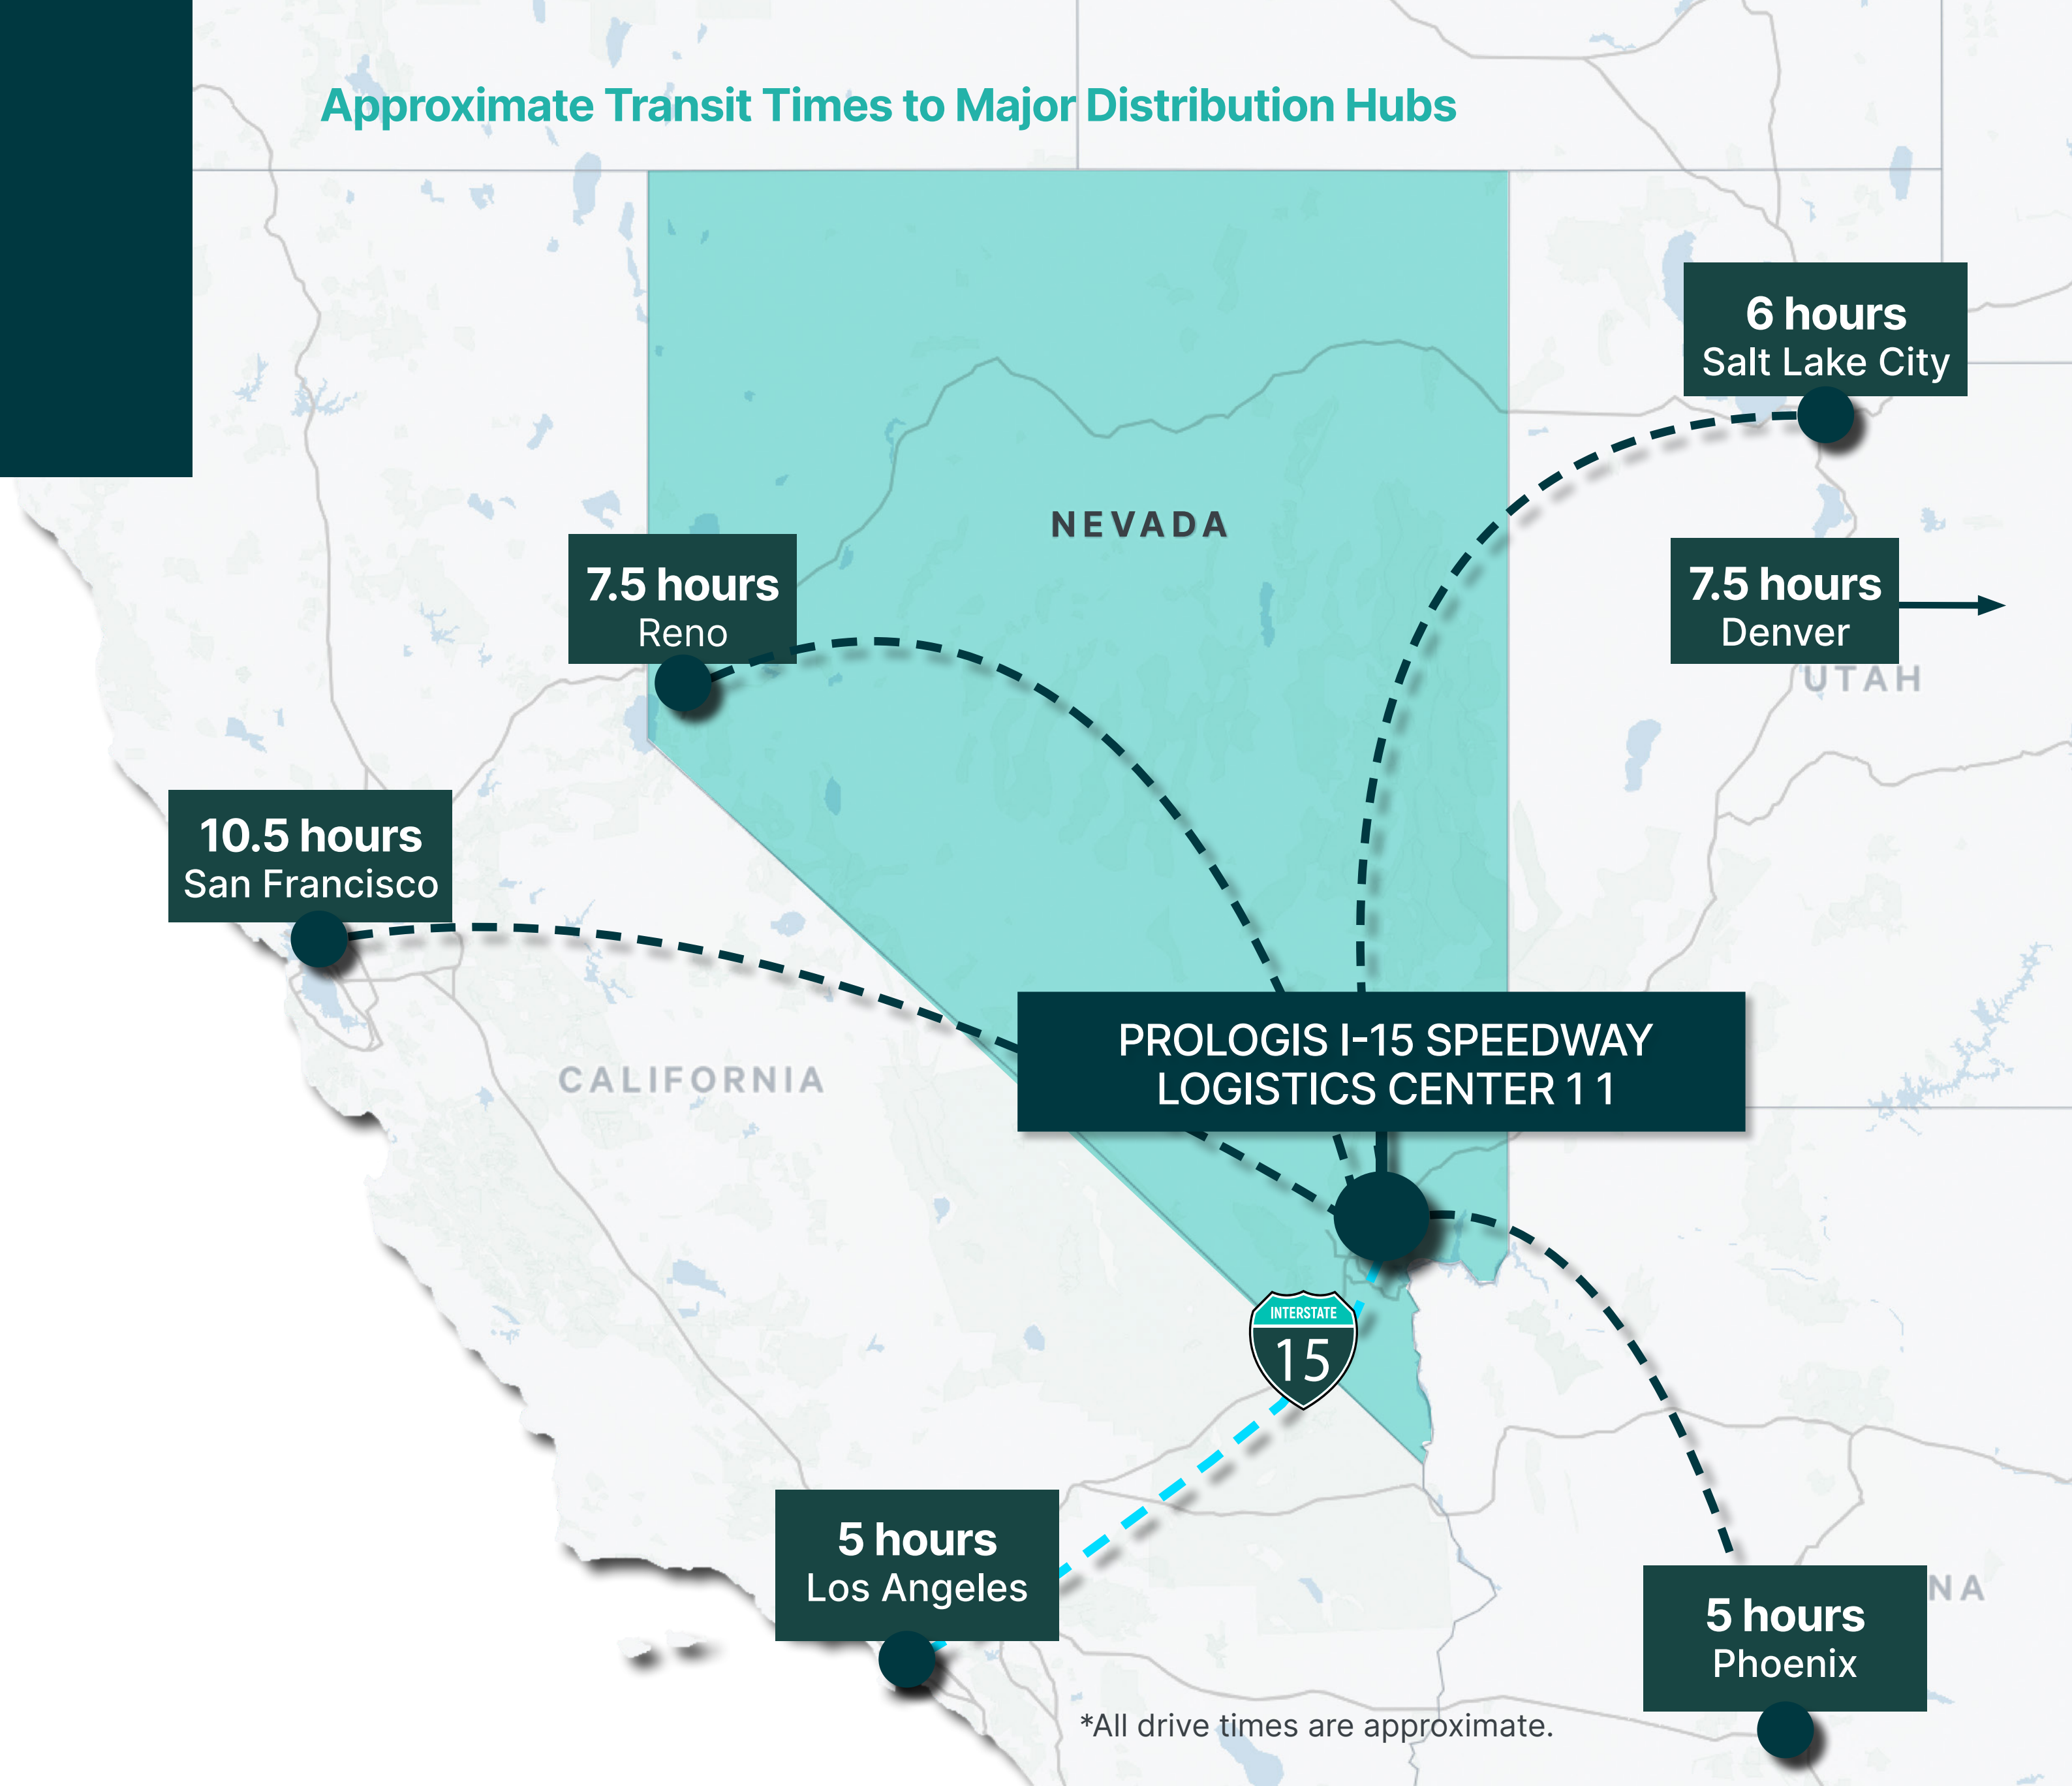 Approximate Transit Times to Major Distribution Hubs
6 hours
Salt Lake City
NEVADA
7.5 hours
Reno
7.5 hours
Denver
UTAH
10.5 hours
San Francisco
PROLOGIS I-15 SPEEDWAY
LOGISTICS CENTER 1 1
CALIFORNIA
INTERSTATE
15
5 hours
Los Angeles
5 hours
Phoenix
NA
*All drive times are approximate.